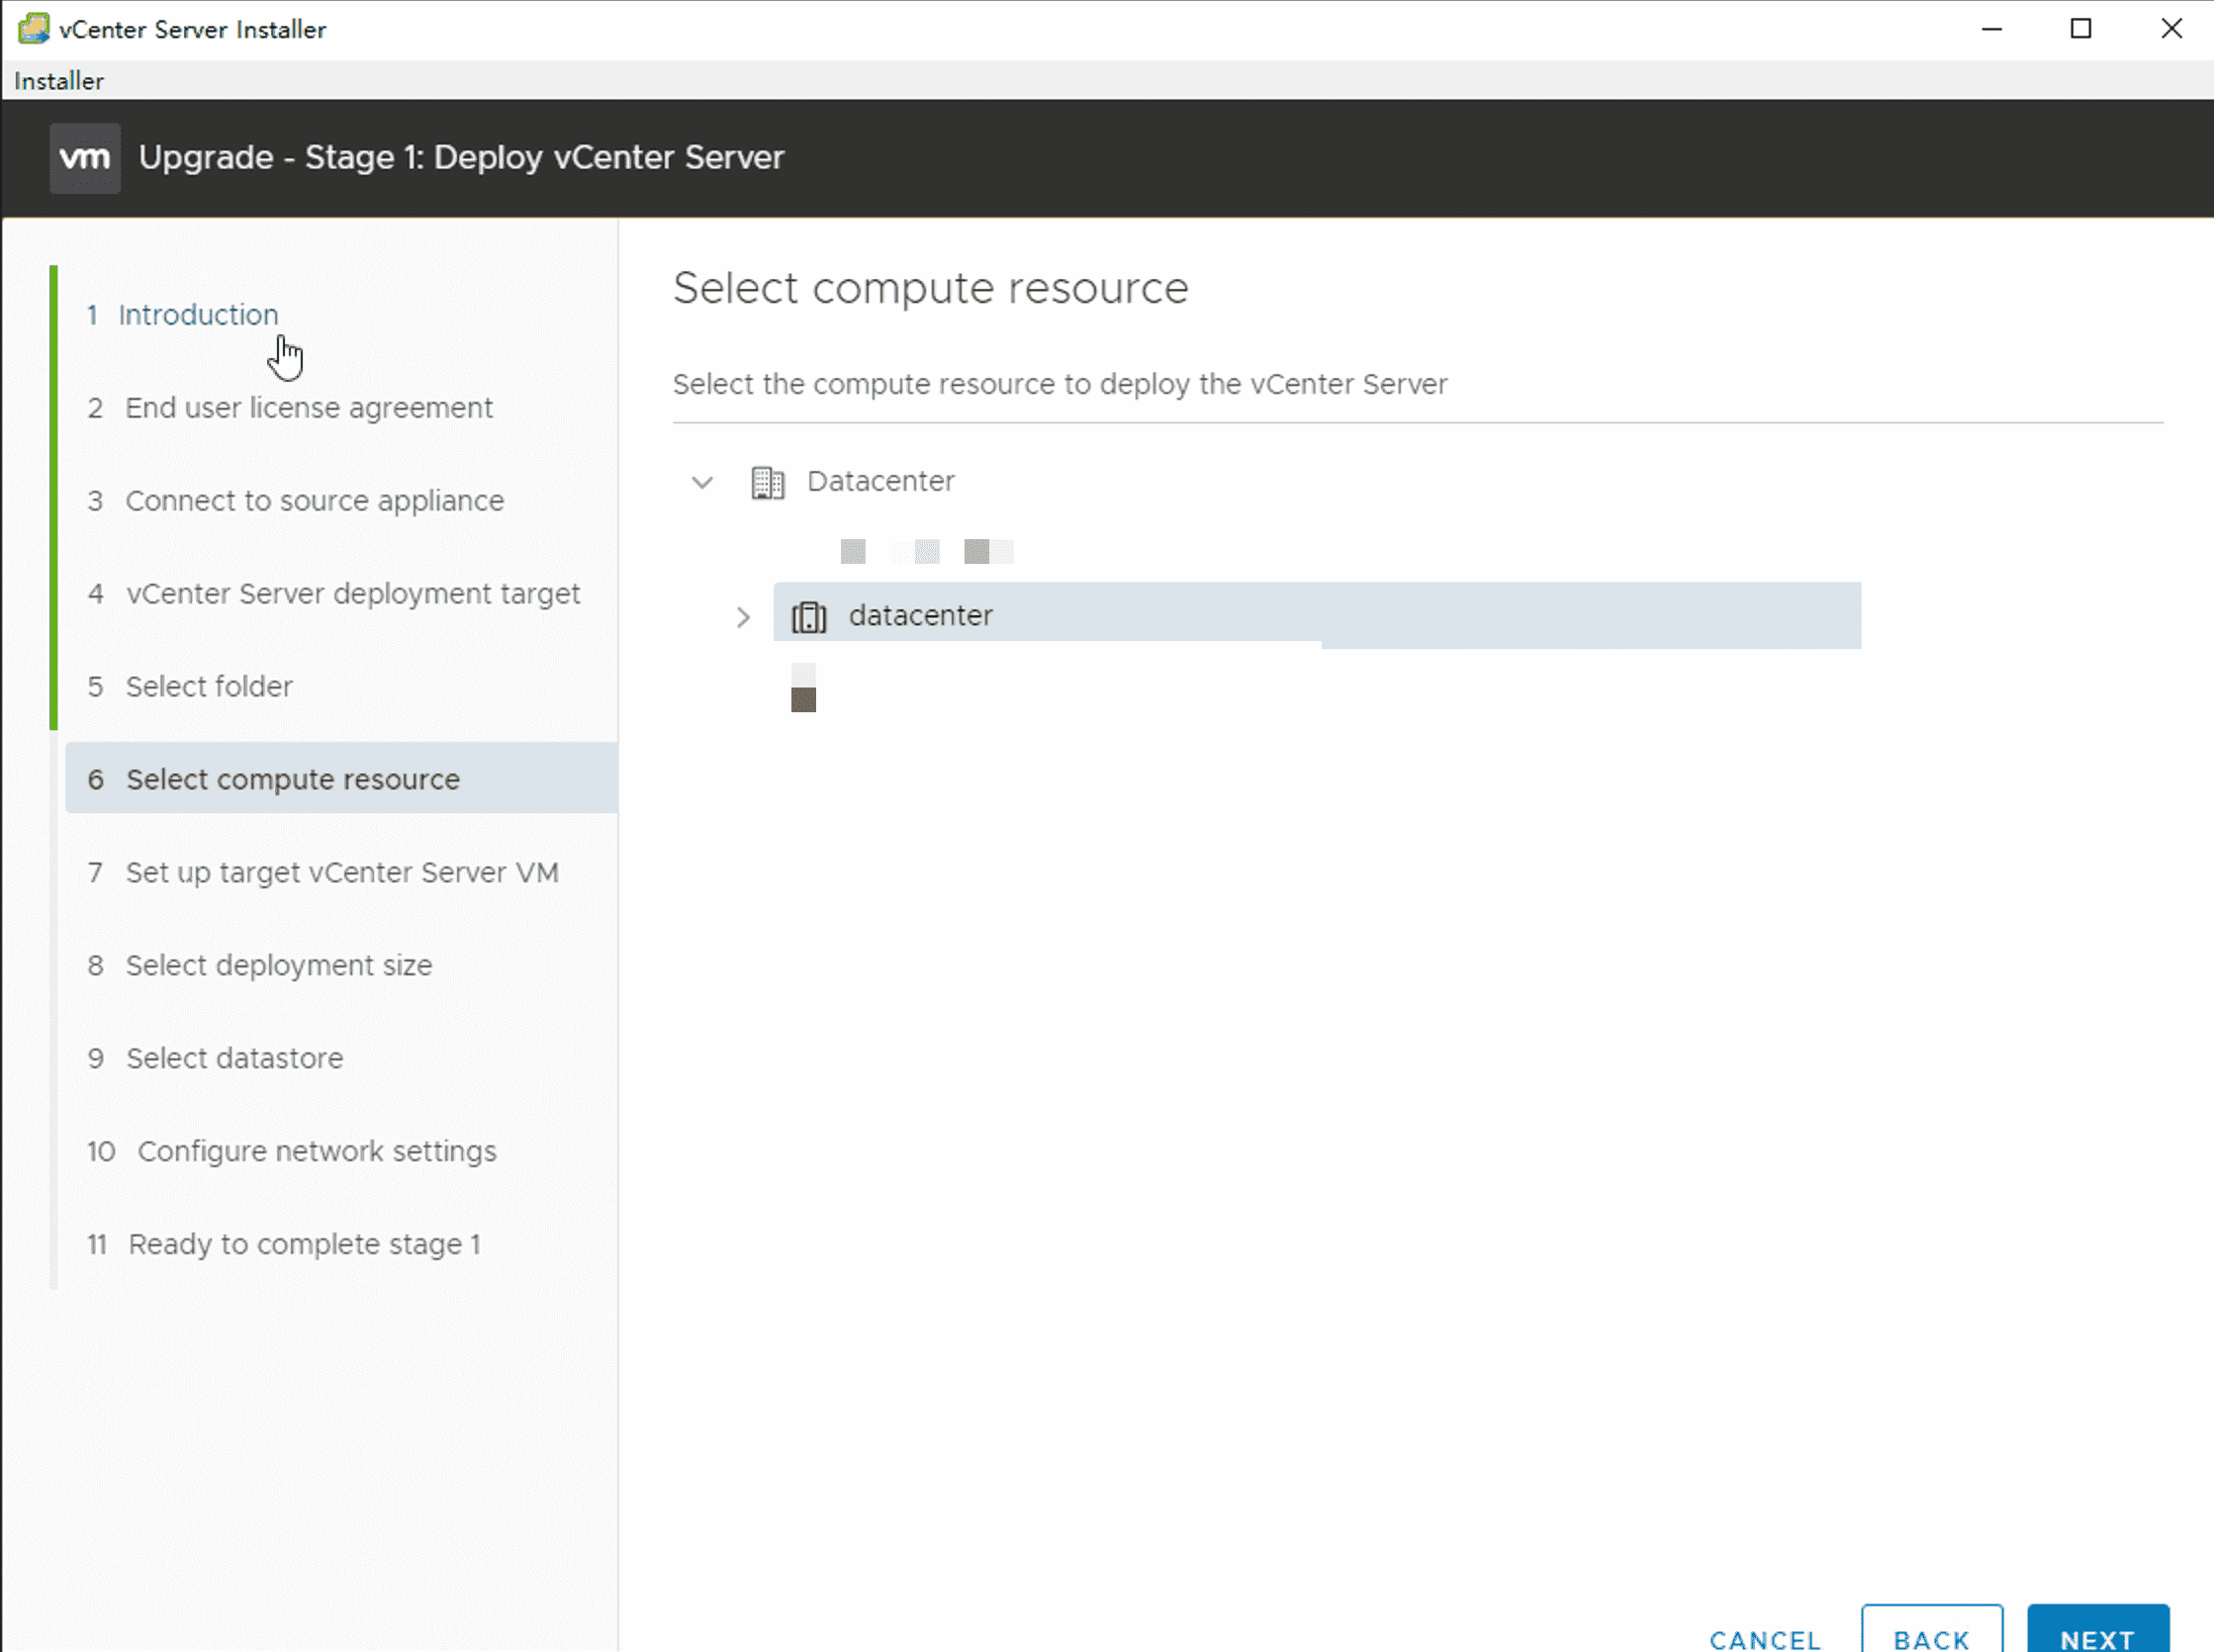 vCenter Server Installer
Installer
vm Upgrade - Stage 1: Deploy vCenter Server
1 Introduction
2 End user license agreement
3 Connect to source appliance
4 vCenter Server deployment target
5 Select folder
6 Select compute resource
7 Set up target vCenter Server VM
8 Select deployment size
9 Select datastore
10 Configure network settings
11 Ready to complete stage 1
Select compute resource
Select the compute resource to deploy the vCenter Server
Datacenter
datacenter
CANCEL BACK NEXT